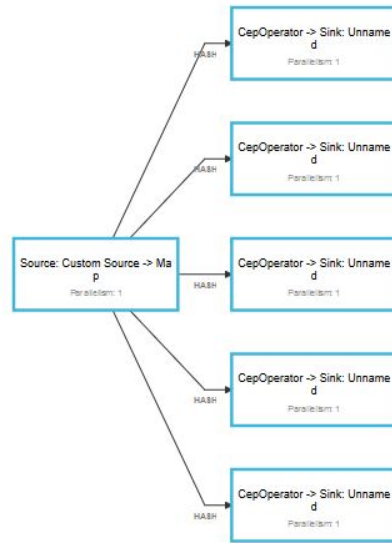 CepOperator -> Sink: Unname
d
Parallelism: 1
HASH
CepOperator -> Sink: Unname
d
Parallelism: 1
HASH
Source: Custom Source -> Ma
p
Parallelism: 1
CepOperator -> Sink: Unname
d
Parallelism: 1
HASH
CepOperator -> Sink: Unname
d
Parallelism: 1
HASH
CepOperator -> Sink: Unname
d
Parallelism: 1
HASH